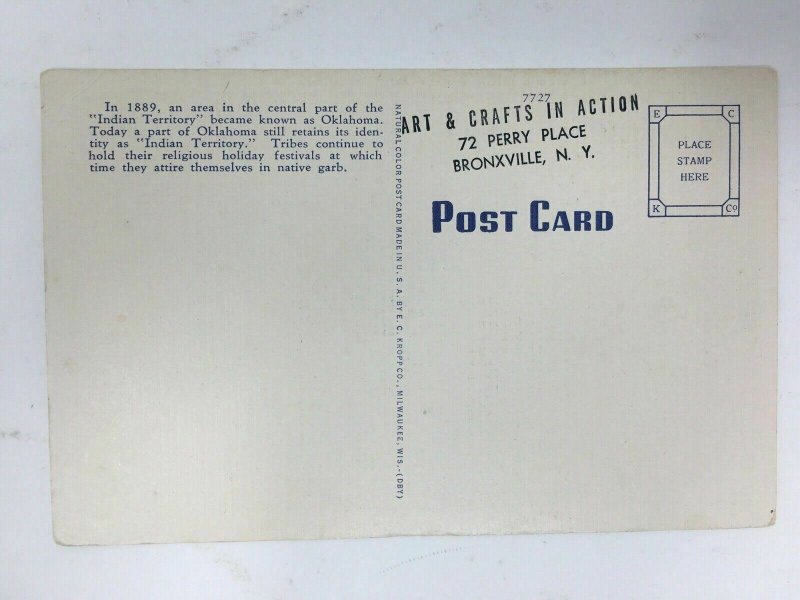 In 1889, an area in the central part of the
"Indian Territory" became known as Oklahoma.
Today a part of Oklahoma still retains its iden-
tity as "Indian Territory." Tribes continue to
hold their religious holiday festivals at which
time they attire themselves in native garb.
NATURAL COLOR POST CARD MADE IN U. S. A. BY E. C. KROPP CO., MILWAUKEE, WIS.-(DBY)
7727
ART & CRAFTS IN ACTION
72 PERRY PLACE
BRONXVILLE, N. Y.
POST CARD
E C
PLACE
STAMP
HERE
K Co